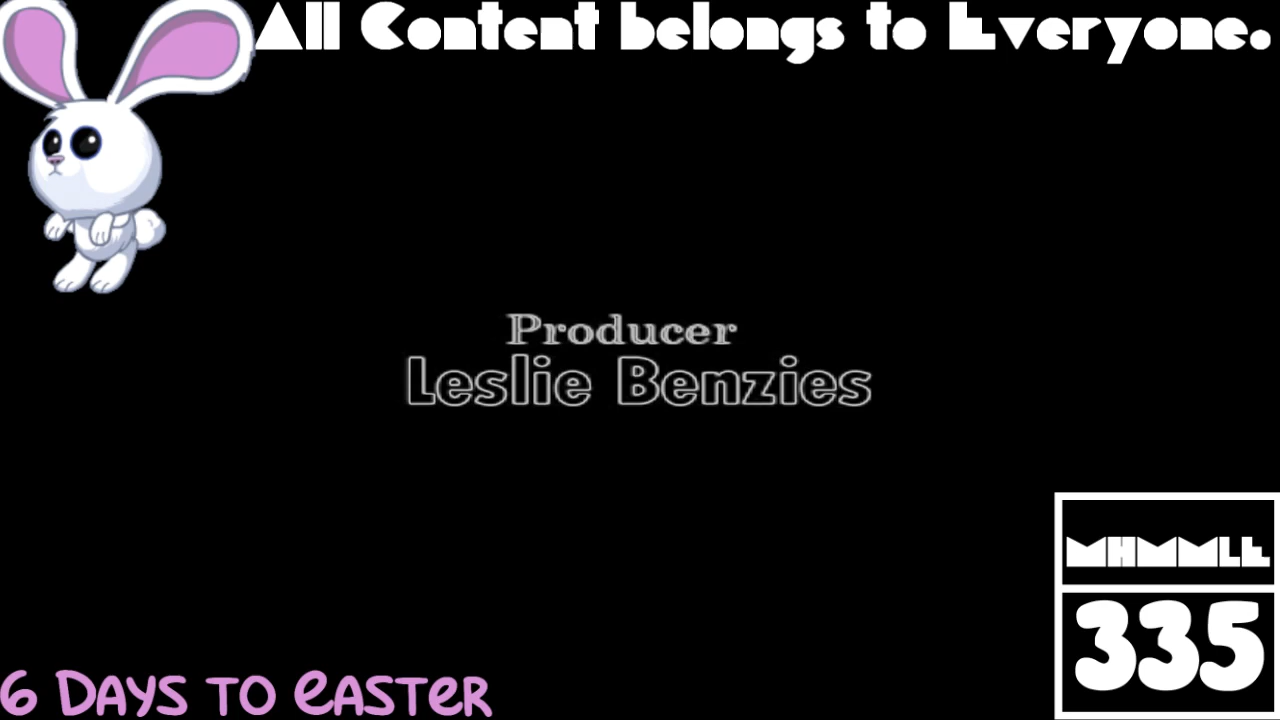 All Content belongs to Everyone.
Producer
Leslie Benzies
MHMMLE
335
6 DAYS TO EASTER